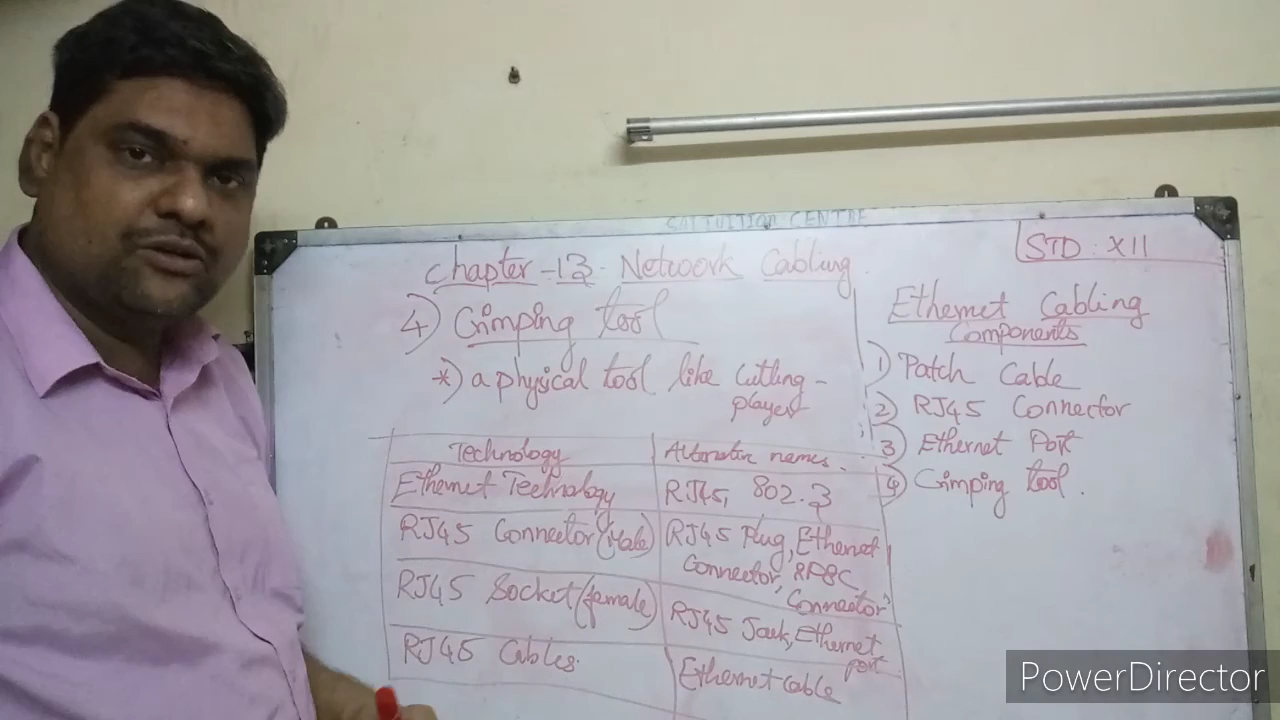 SAI TUITION CENTRE
Chapter-13. Network Cabling
STD: XII
4) Crimping tool
*) a physical tool like Cutting-
player
Technology | Alternative names.
Ethernet Technology | RJ45, 802.3
RJ45 Connector (Male) | RJ45 Plug, Ethernet
Connector, 8P8C
Connector
RJ45 Socket (female) | RJ45 Jack, Ethernet
port
RJ45 Cables. | Ethernet cable
Ethernet Cabling
Components
1) Patch Cable
2) RJ45 Connector
3) Ethernet Port
4) Crimping tool.
PowerDirector